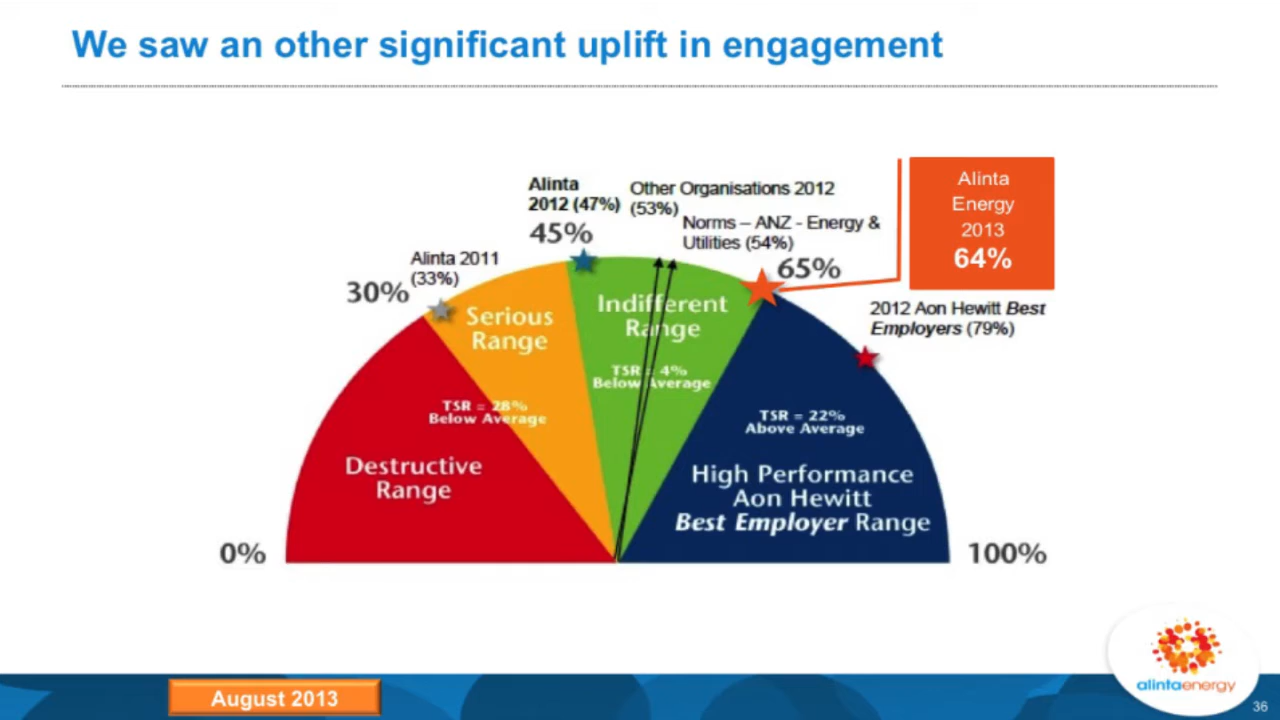 We saw an other significant uplift in engagement
Alinta
2012 (47%)
45%
Other Organisations 2012
(53%)
Norms – ANZ - Energy &
Utilities (54%)
Alinta
Energy
2013
64%
65%
Alinta 2011
(33%)
30%
2012 Aon Hewitt Best
Employers (79%)
Serious
Range
Indifferent
Range
TSR = 4%
Below Average
TSR = 28%
Below Average
TSR = 22%
Above Average
Destructive
Range
High Performance
Aon Hewitt
Best Employer Range
0%
100%
alintaenergy
August 2013
36